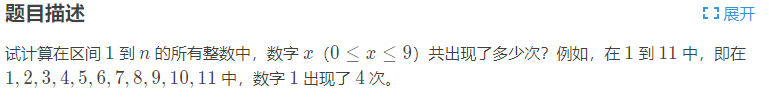 题目描述
展开
试计算在区间 1 到 n 的所有整数中，数字 x（0 ≤ x ≤ 9）共出现了多少次？例如，在 1 到 11 中，即在
1, 2, 3, 4, 5, 6, 7, 8, 9, 10, 11 中，数字 1 出现了 4 次。